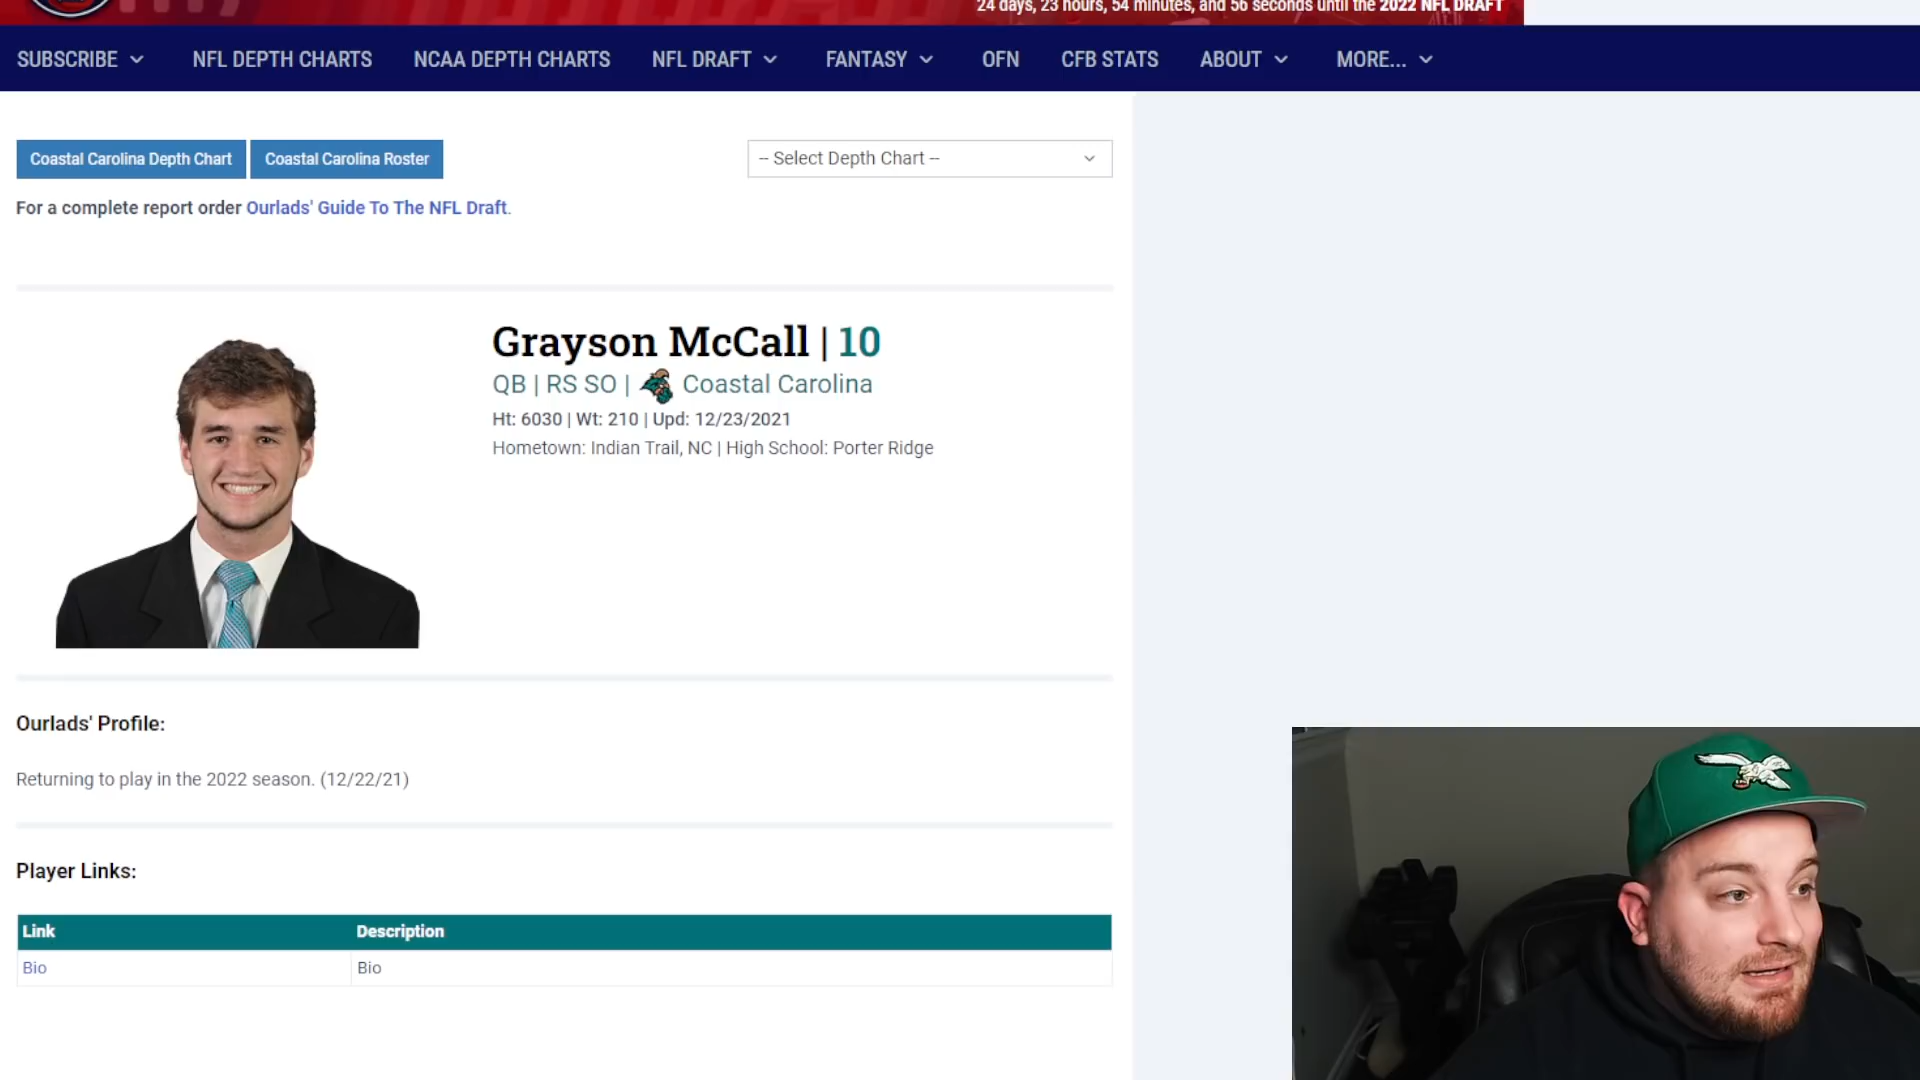 24 days, 23 hours, 54 minutes, and 56 seconds until the 2022 NFL DRAFT
SUBSCRIBE NFL DEPTH CHARTS NCAA DEPTH CHARTS NFL DRAFT FANTASY OFN CFB STATS ABOUT MORE...
Coastal Carolina Depth Chart Coastal Carolina Roster -- Select Depth Chart --
For a complete report order Ourlads' Guide To The NFL Draft.
Grayson McCall | 10
QB | RS SO | Coastal Carolina
Ht: 6030 | Wt: 210 | Upd: 12/23/2021
Hometown: Indian Trail, NC | High School: Porter Ridge
Ourlads' Profile:
Returning to play in the 2022 season. (12/22/21)
Player Links:
Link Description
Bio Bio